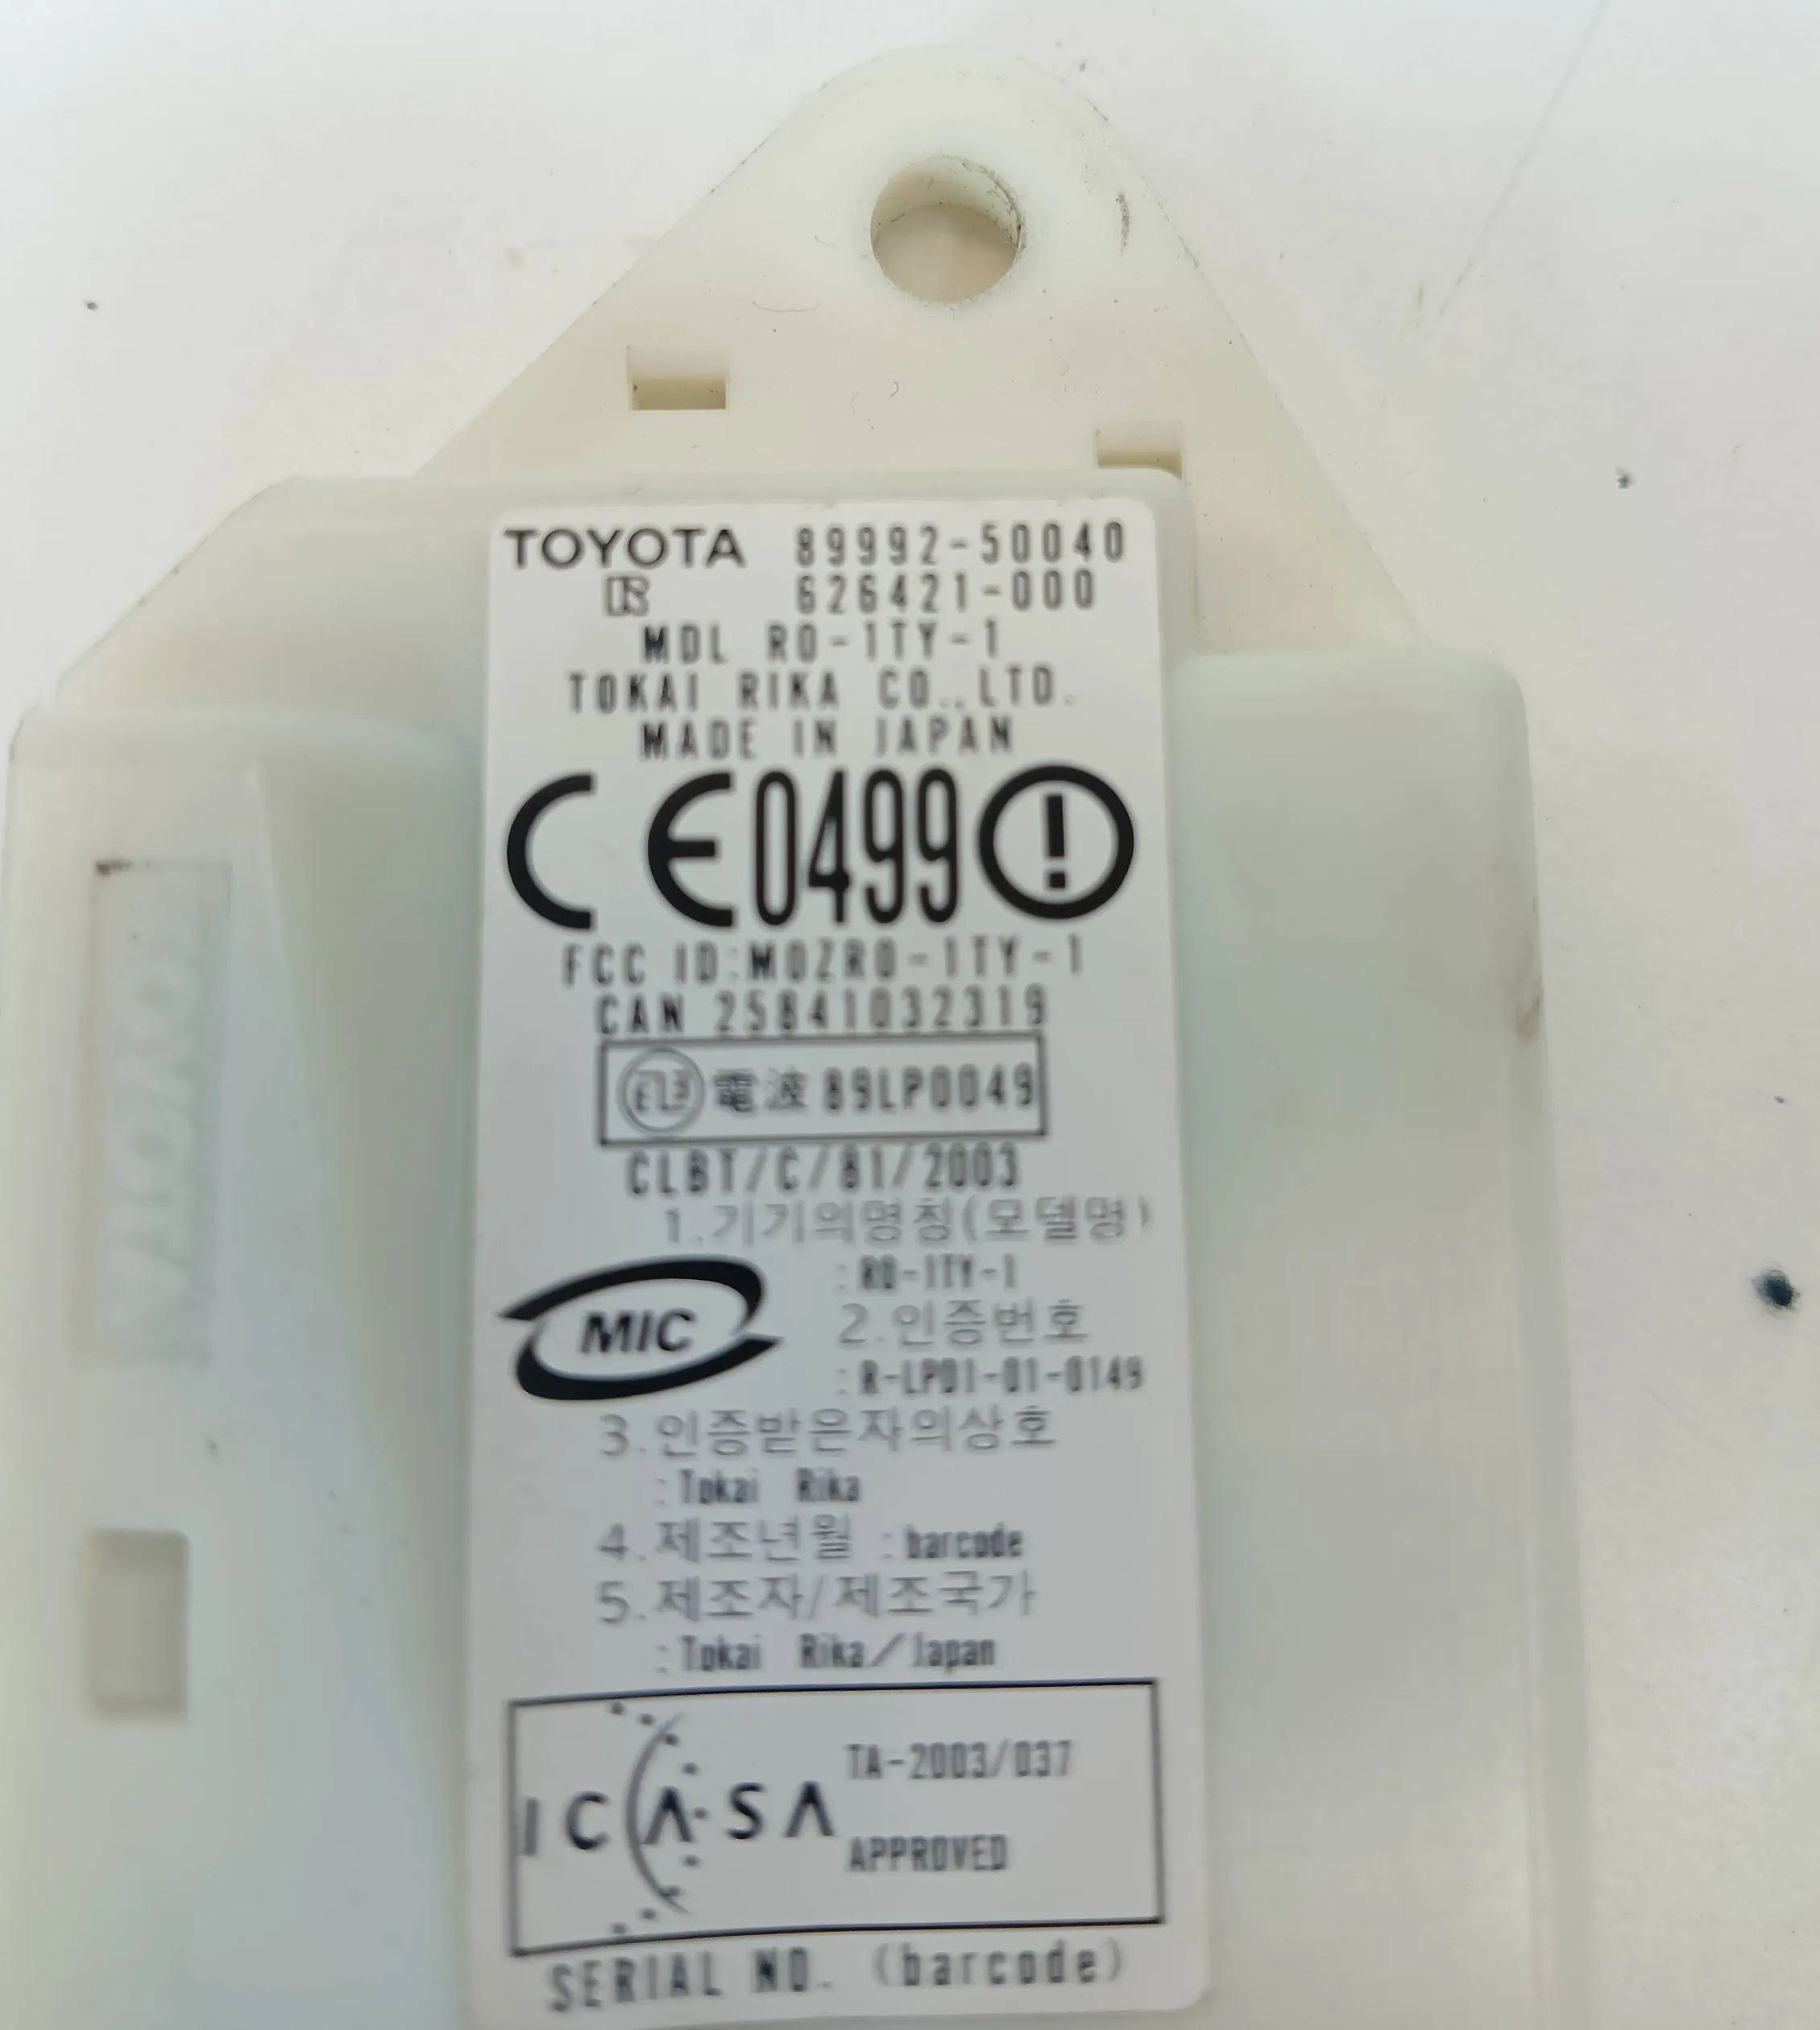 TOYOTA 89992-50040
626421-000
MDL RO-1TY-1
TOKAI RIKA CO.,LTD.
MADE IN JAPAN
CE0499
FCC ID:MOZRO-1TY-1
CAN 25841032319
電波 89LP0049
CLBT/C/81/2003
1.기기의명칭(모델명)
:RO-1TY-1
MIC
2.인증번호
:R-LPD1-01-0149
3.인증받은자의상호
:Tokai Rika
4.제조년월 :barcode
5.제조자/제조국가
:Tokai Rika/Japan
ICASA
TA-2003/037
APPROVED
SERIAL NO. (barcode)